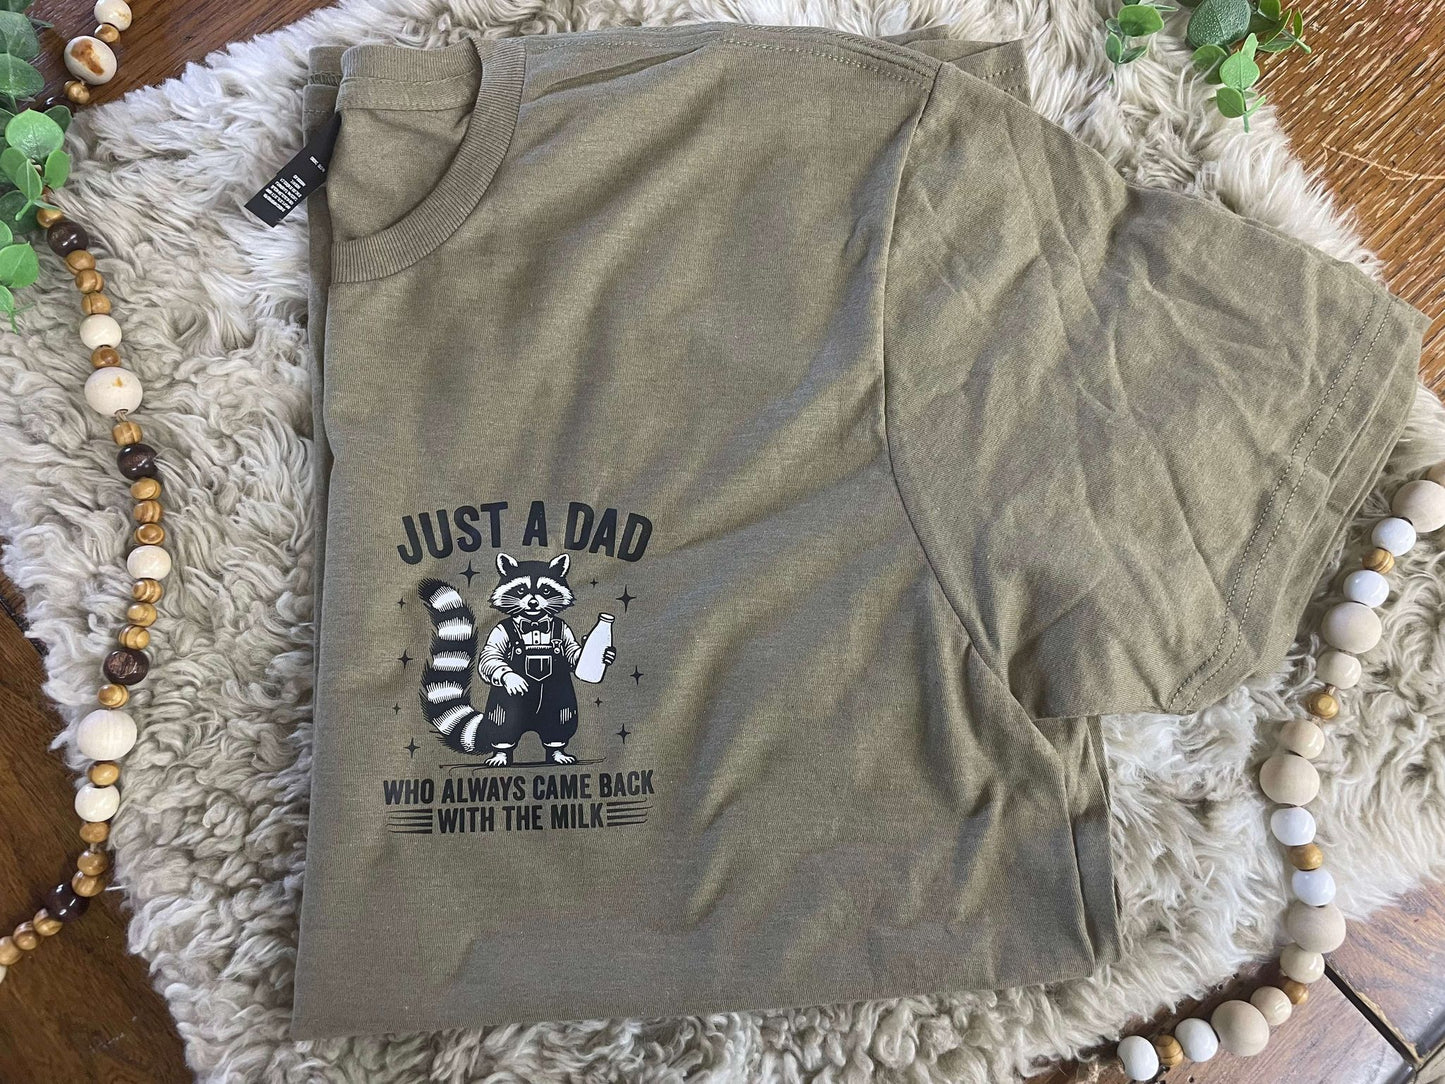 JUST A DAD
WHO ALWAYS CAME BACK
WITH THE MILK